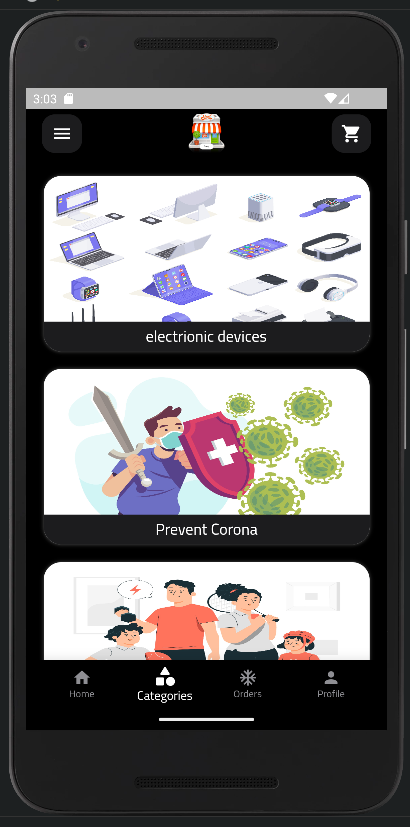 3:03
electrionic devices
Prevent Corona
Home
Categories
Orders
Profile